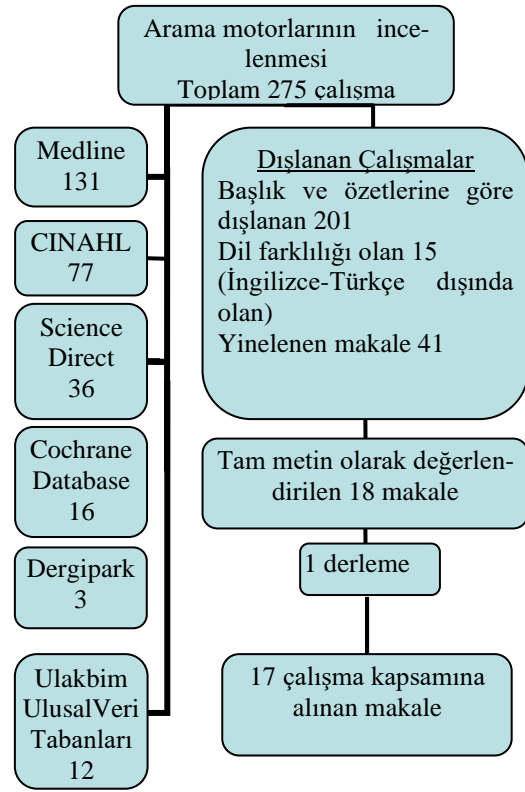 Arama motorlarının ince-
lenmesi
Toplam 275 çalışma
Medline
131
CINAHL
77
Science
Direct
36
Cochrane
Database
16
Dergipark
3
Ulakbim
UlusalVeri
Tabanları
12
Dışlanan Çalışmalar
Başlık ve özetlerine göre
dışlanan 201
Dil farklılığı olan 15
(İngilizce-Türkçe dışında
olan)
Yinelenen makale 41
Tam metin olarak değerlen-
dirilen 18 makale
1 derleme
17 çalışma kapsamına
alınan makale